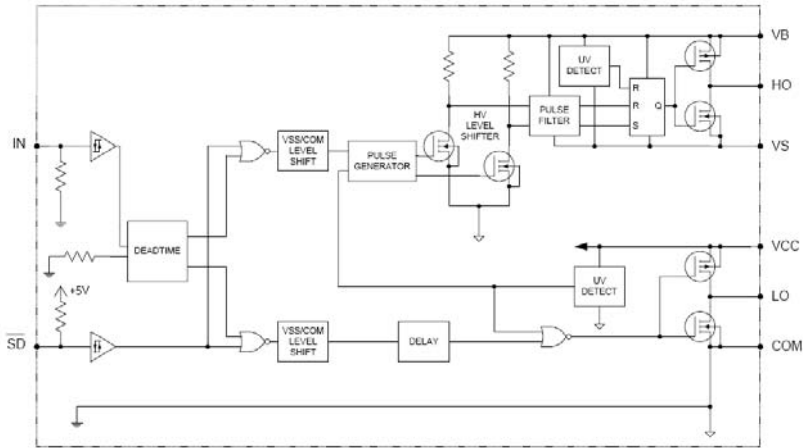 VB
UV
DETECT
HO
R
R Q
S
PULSE
FILTER
HV
LEVEL
SHIFTER
IN
VSS/COM
LEVEL
SHIFT
PULSE
GENERATOR
VS
DEADTIME
VCC
+5V
UV
DETECT
LO
SD
VSS/COM
LEVEL
SHIFT
DELAY
COM